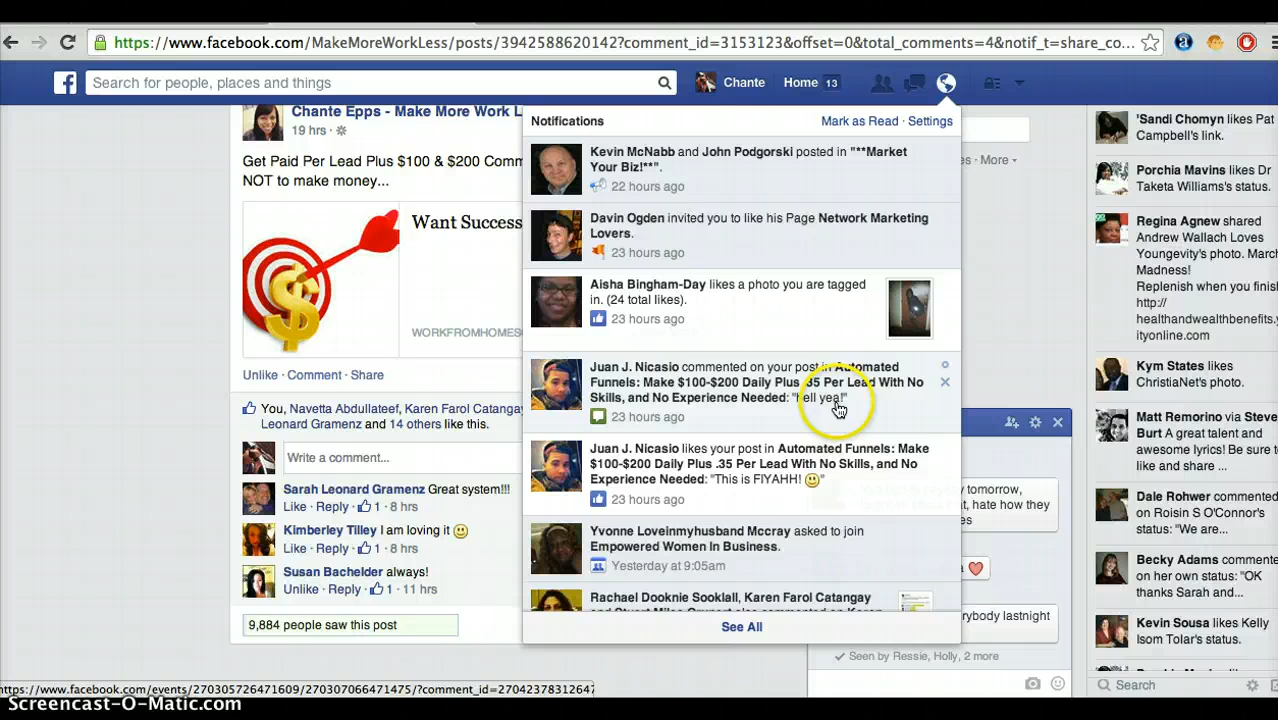 https://www.facebook.com/MakeMoreWorkLess/posts/3942588620142?comment_id=3153123&offset=0&total_comments=4&notif_t=share_co...
Search for people, places and things
Chante
Home 13
Chante Epps - Make More Work L
19 hrs
Get Paid Per Lead Plus $100 & $200 Comm
NOT to make money...
Want Success
WORKFROMHOMES
Unlike · Comment · Share
You, Navetta Abdullateef, Karen Farol Catangay
Leonard Gramenz and 14 others like this.
Write a comment...
Sarah Leonard Gramenz Great system!!!
Like · Reply · 1 · 8 hrs
Kimberley Tilley I am loving it
Like · Reply · 1 · 8 hrs
Susan Bachelder always!
Unlike · Reply · 1 · 11 hrs
9,884 people saw this post
Notifications
Mark as Read · Settings
Kevin McNabb and John Podgorski posted in "**Market
Your Biz!**".
22 hours ago
Davin Ogden invited you to like his Page Network Marketing
Lovers.
23 hours ago
Aisha Bingham-Day likes a photo you are tagged
in. (24 total likes).
23 hours ago
Juan J. Nicasio commented on your post in Automated
Funnels: Make $100-$200 Daily Plus .35 Per Lead With No
Skills, and No Experience Needed: "hell yea!"
23 hours ago
Juan J. Nicasio likes your post in Automated Funnels: Make
$100-$200 Daily Plus .35 Per Lead With No Skills, and No
Experience Needed: "This is FIYAHH! "
23 hours ago
Yvonne Loveinmyhusband Mccray asked to join
Empowered Women In Business.
Yesterday at 9:05am
Rachael Dooknie Sooklall, Karen Farol Catangay
See All
More
tomorrow,
that, hate how they
es
erybody lastnight
Seen by Ressie, Holly, 2 more
'Sandi Chomyn likes Pat
Campbell's link.
Porchia Mavins likes Dr
Taketa Williams's status.
Regina Agnew shared
Andrew Wallach Loves
Youngevity's photo. March
Madness!
Replenish when you finis
http://
healthandwealthbenefits.y
ityonline.com
Kym States likes
ChristiaNet's photo.
Matt Remorino via Steve
Burt A great talent and
awesome lyrics! Be sure to
like and share ...
Dale Rohwer commented
on Roisin S O'Connor's
status: "We are...
Becky Adams commente
on her own status: "OK
thanks Sarah and...
Kevin Sousa likes Kelly
Isom Tolar's status.
Search
https://www.facebook.com/events/270305726471609/270307066471475/?comment_id=27042378312647
Screencast-O-Matic.com